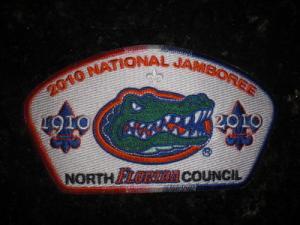 2010 NATIONAL JAMBOREE
1910 2010
®
NORTH FLORIDA COUNCIL